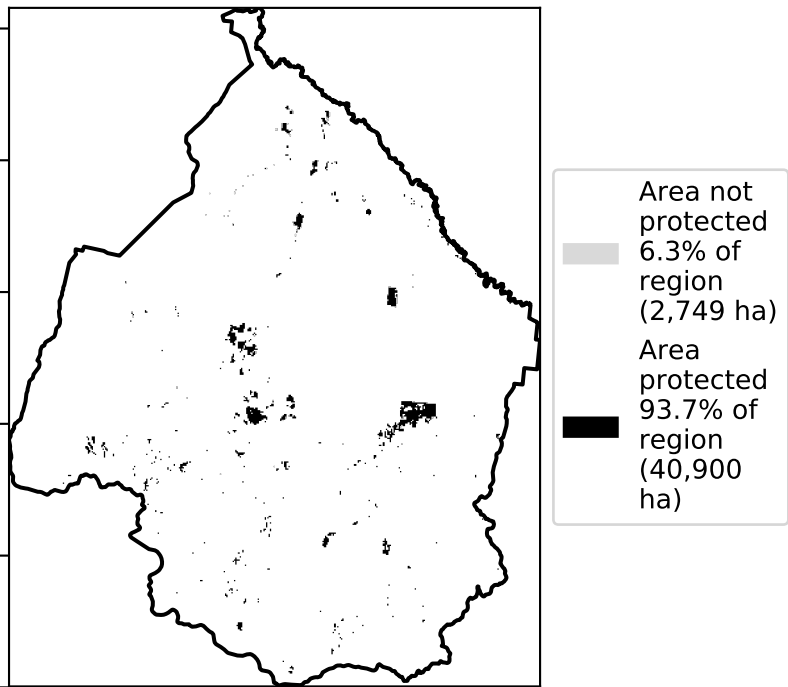 Area not
protected
6.3% of
region
(2,749 ha)
Area
protected
93.7% of
region
(40,900
ha)